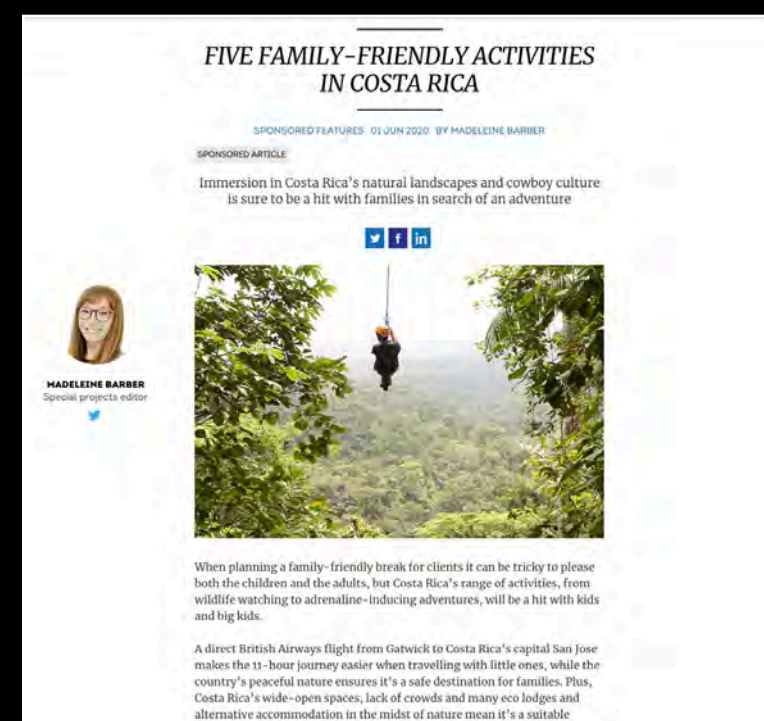 FIVE FAMILY-FRIENDLY ACTIVITIES
IN COSTA RICA
SPONSORED FEATURES 01 JUN 2020 BY MADELEINE BARBER
SPONSORED ARTICLE
Immersion in Costa Rica's natural landscapes and cowboy culture
is sure to be a hit with families in search of an adventure
f in
MADELEINE BARBER
Special projects editor
When planning a family-friendly break for clients it can be tricky to please
both the children and the adults, but Costa Rica's range of activities, from
wildlife watching to adrenaline-inducing adventures, will be a hit with kids
and big kids.
A direct British Airways flight from Gatwick to Costa Rica's capital San Jose
makes the 11-hour journey easier when travelling with little ones, while the
country's peaceful nature ensures it's a safe destination for families. Plus,
Costa Rica's wide-open spaces, lack of crowds and many eco lodges and
alternative accommodation in the midst of nature mean it's a suitable